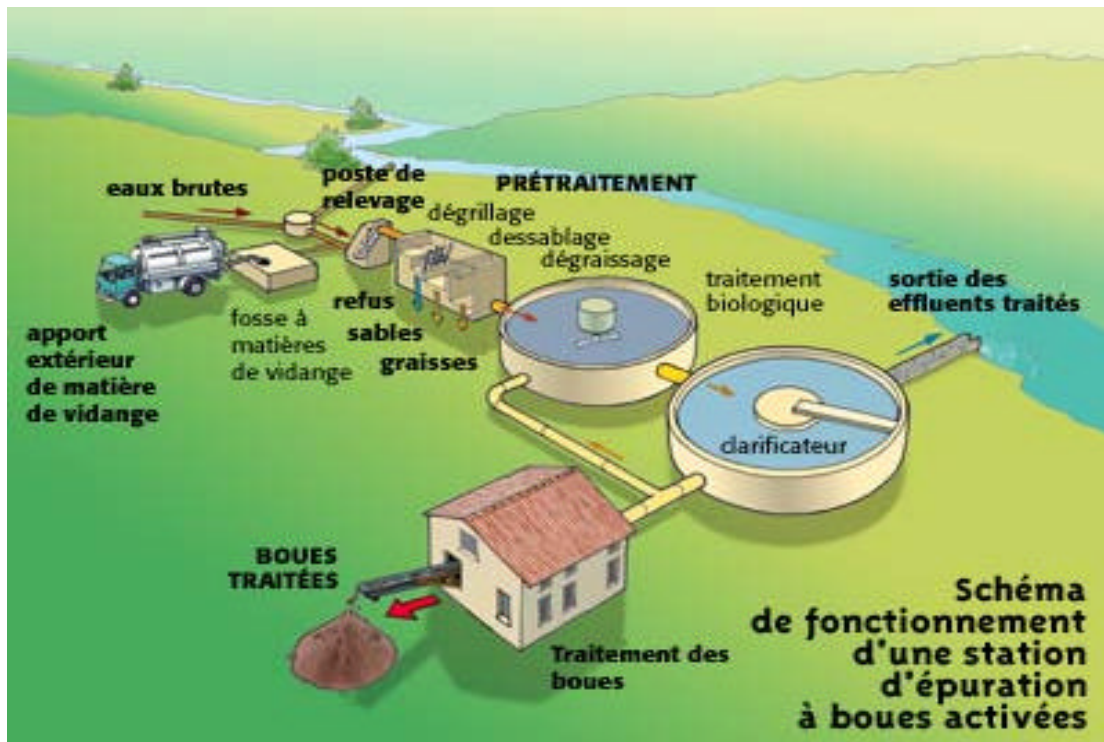 eaux brutes
poste de
relevage
PRÉTRAITEMENT
dégrillage
dessablage
dégraissage
traitement
biologique
sortie des
effluents traités
apport
extérieur
de matière
de vidange
fosse à
matières
de vidange
refus
sables
graisses
clarificateur
BOUES
TRAITÉES
Traitement des
boues
Schéma
de fonctionnement
d'une station
d'épuration
à boues activées